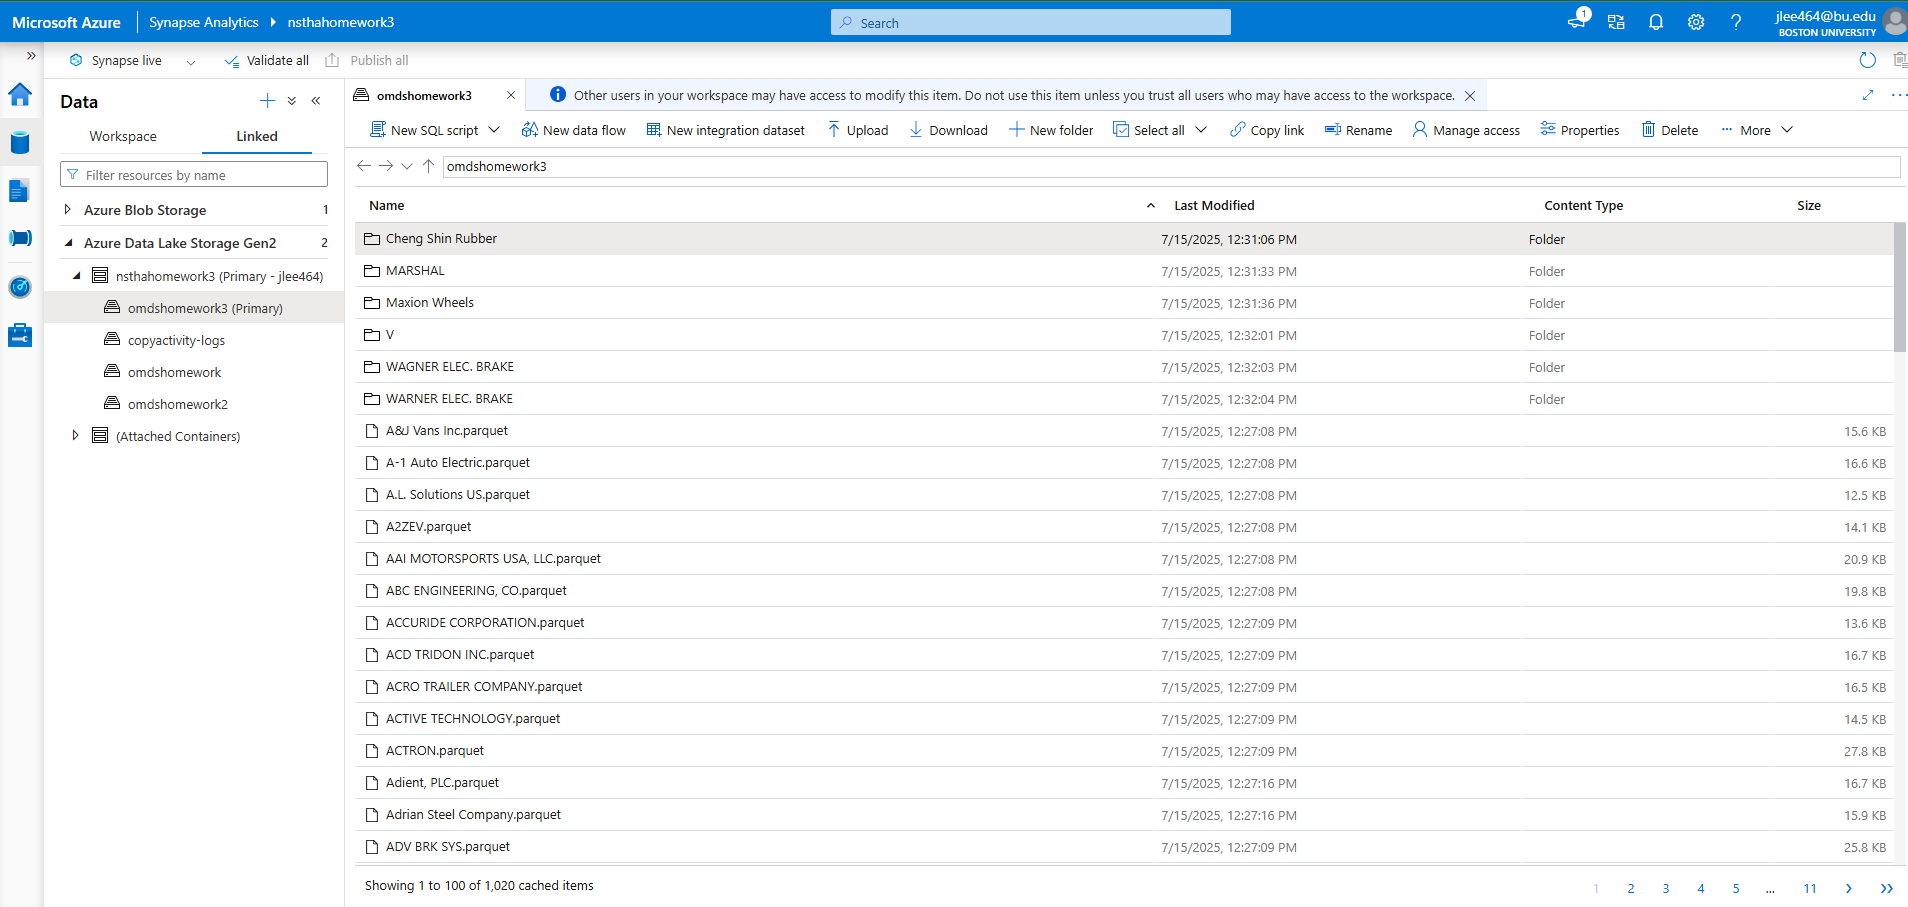 Microsoft Azure Synapse Analytics nsthahomework3 Search 1 jlee464@bu.edu
BOSTON UNIVERSITY
Synapse live Validate all Publish all
Data
Workspace Linked
Filter resources by name
Azure Blob Storage 1
Azure Data Lake Storage Gen2 2
nsthahomework3 (Primary - jlee464)
omdshomework3 (Primary)
copyactivity-logs
omdshomework
omdshomework2
(Attached Containers)
omdshomework3 Other users in your workspace may have access to modify this item. Do not use this item unless you trust all users who may have access to the workspace.
New SQL script New data flow New integration dataset Upload Download New folder Select all Copy link Rename Manage access Properties Delete More
omdshomework3
Name Last Modified Content Type Size
Cheng Shin Rubber 7/15/2025, 12:31:06 PM Folder
MARSHAL 7/15/2025, 12:31:33 PM Folder
Maxion Wheels 7/15/2025, 12:31:36 PM Folder
V 7/15/2025, 12:32:01 PM Folder
WAGNER ELEC. BRAKE 7/15/2025, 12:32:03 PM Folder
WARNER ELEC. BRAKE 7/15/2025, 12:32:04 PM Folder
A&J Vans Inc.parquet 7/15/2025, 12:27:08 PM 15.6 KB
A-1 Auto Electric.parquet 7/15/2025, 12:27:08 PM 16.6 KB
A.L. Solutions US.parquet 7/15/2025, 12:27:08 PM 12.5 KB
A2ZEV.parquet 7/15/2025, 12:27:08 PM 14.1 KB
AAI MOTORSPORTS USA, LLC.parquet 7/15/2025, 12:27:08 PM 20.9 KB
ABC ENGINEERING, CO.parquet 7/15/2025, 12:27:08 PM 19.8 KB
ACCURIDE CORPORATION.parquet 7/15/2025, 12:27:09 PM 13.6 KB
ACD TRIDON INC.parquet 7/15/2025, 12:27:09 PM 16.7 KB
ACRO TRAILER COMPANY.parquet 7/15/2025, 12:27:09 PM 16.5 KB
ACTIVE TECHNOLOGY.parquet 7/15/2025, 12:27:09 PM 14.5 KB
ACTRON.parquet 7/15/2025, 12:27:09 PM 27.8 KB
Adient, PLC.parquet 7/15/2025, 12:27:16 PM 16.7 KB
Adrian Steel Company.parquet 7/15/2025, 12:27:16 PM 15.9 KB
ADV BRK SYS.parquet 7/15/2025, 12:27:09 PM 25.8 KB
Showing 1 to 100 of 1,020 cached items 1 2 3 4 5 ... 11